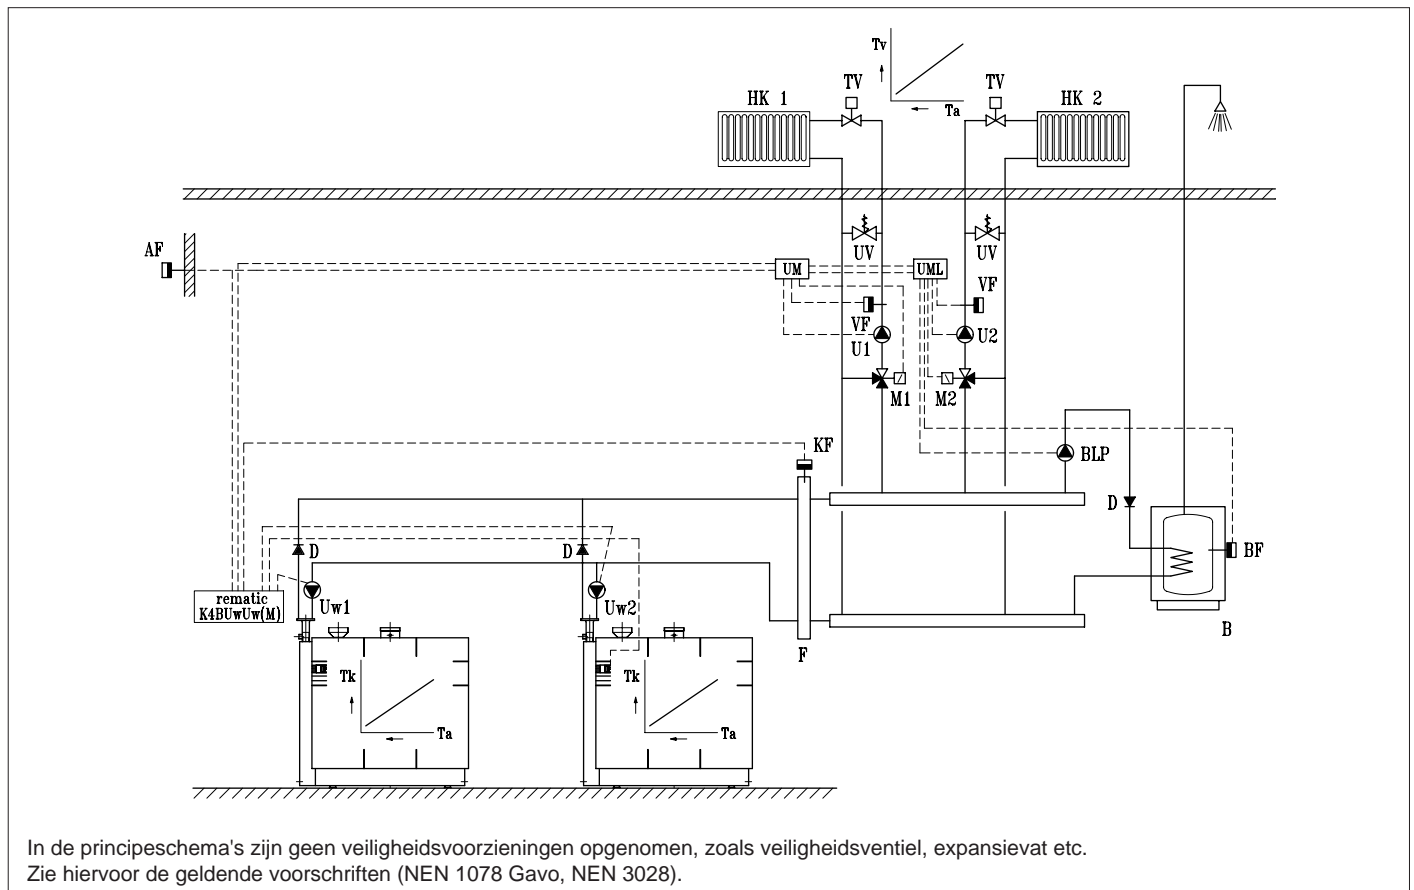 Tv
TV
TV
HK 1
HK 2
Ta
AF
UV
UV
UM
UML
VF
VF
U1
U2
M1
M2
KF
BLP
D
D
D
BF
rematic
K4BUwUw(M)
Uw1
Uw2
B
F
Tk
Tk
Ta
Ta
In de principeschema's zijn geen veiligheidsvoorzieningen opgenomen, zoals veiligheidsventiel, expansievat etc.
Zie hiervoor de geldende voorschriften (NEN 1078 Gavo, NEN 3028).